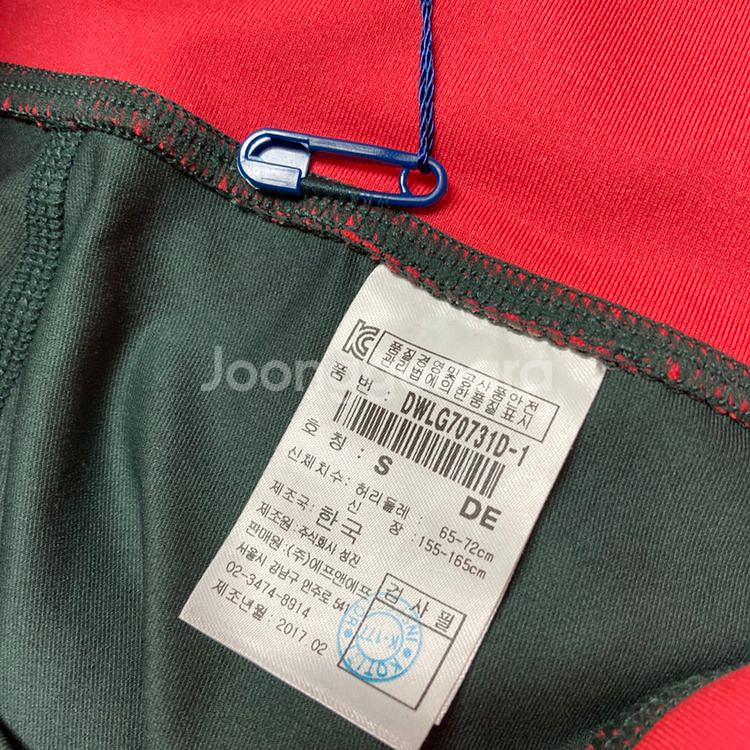 KC
품질경영 및 공산품안전
관리법에 의한 품질표시
품 번 : DWLG70731D-1
호 칭 : S DE
신체치수 : 허리둘레 : 65-72cm
신 장 : 155-165cm
제조국 : 한국
제조원 : 주식회사 성진
판매원 : (주)에프앤에프
서울시 강남구 언주로 541
02-3474-8914
제조년월 : 2017 02
검사필
KOTITI
K-177
Joonggonara